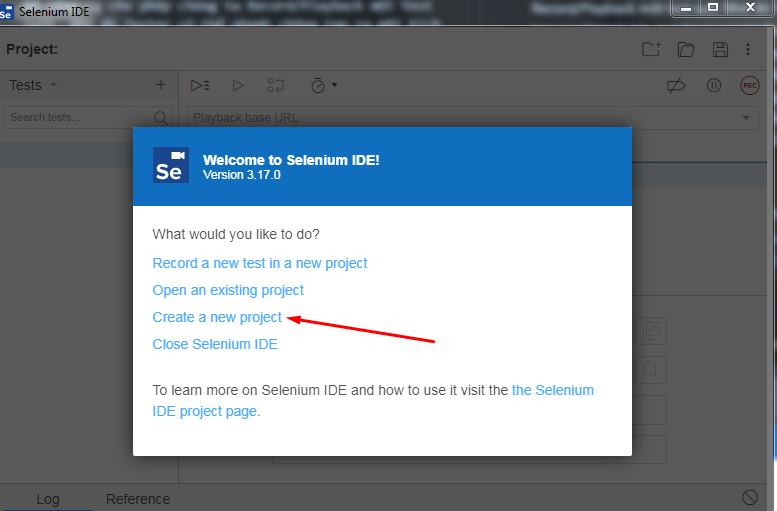 Selenium IDE
Project:
Tests
Search tests...
Playback base URL
REC
Se
Welcome to Selenium IDE!
Version 3.17.0
What would you like to do?
Record a new test in a new project
Open an existing project
Create a new project
Close Selenium IDE
To learn more on Selenium IDE and how to use it visit the the Selenium
IDE project page.
Log
Reference